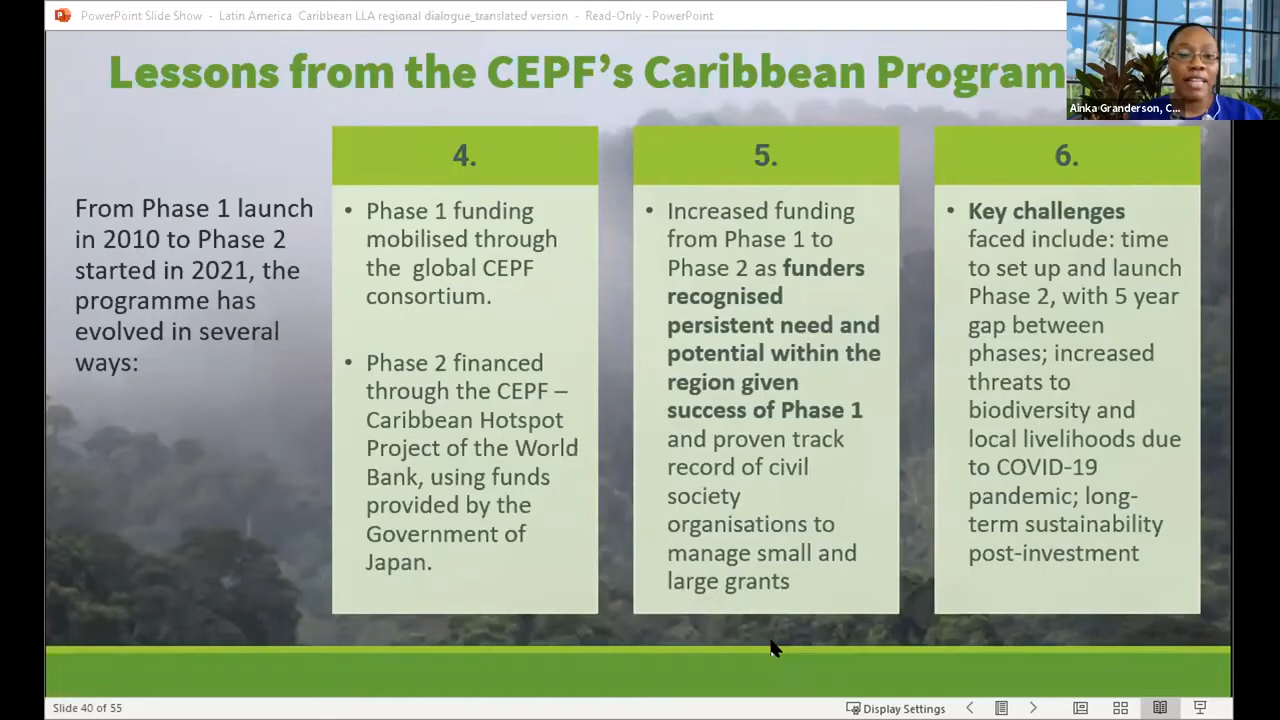 PowerPoint Slide Show - Latin America Caribbean LLA regional dialogue_translated version - Read-Only - PowerPoint
Lessons from the CEPF's Caribbean Program
Ainka Granderson, C...
From Phase 1 launch
in 2010 to Phase 2
started in 2021, the
programme has
evolved in several
ways:
4.
• Phase 1 funding
mobilised through
the global CEPF
consortium.
• Phase 2 financed
through the CEPF –
Caribbean Hotspot
Project of the World
Bank, using funds
provided by the
Government of
Japan.
5.
• Increased funding
from Phase 1 to
Phase 2 as funders
recognised
persistent need and
potential within the
region given
success of Phase 1
and proven track
record of civil
society
organisations to
manage small and
large grants
6.
• Key challenges
faced include: time
to set up and launch
Phase 2, with 5 year
gap between
phases; increased
threats to
biodiversity and
local livelihoods due
to COVID-19
pandemic; long-
term sustainability
post-investment
Slide 40 of 55
Display Settings